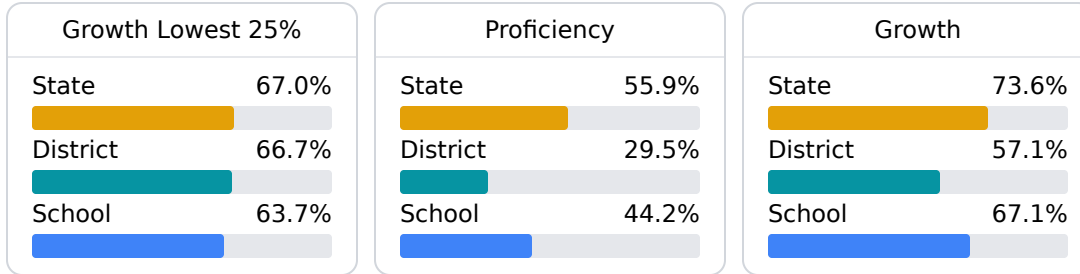 Growth Lowest 25%
State 67.0%
District 66.7%
School 63.7%
Proficiency
State 55.9%
District 29.5%
School 44.2%
Growth
State 73.6%
District 57.1%
School 67.1%